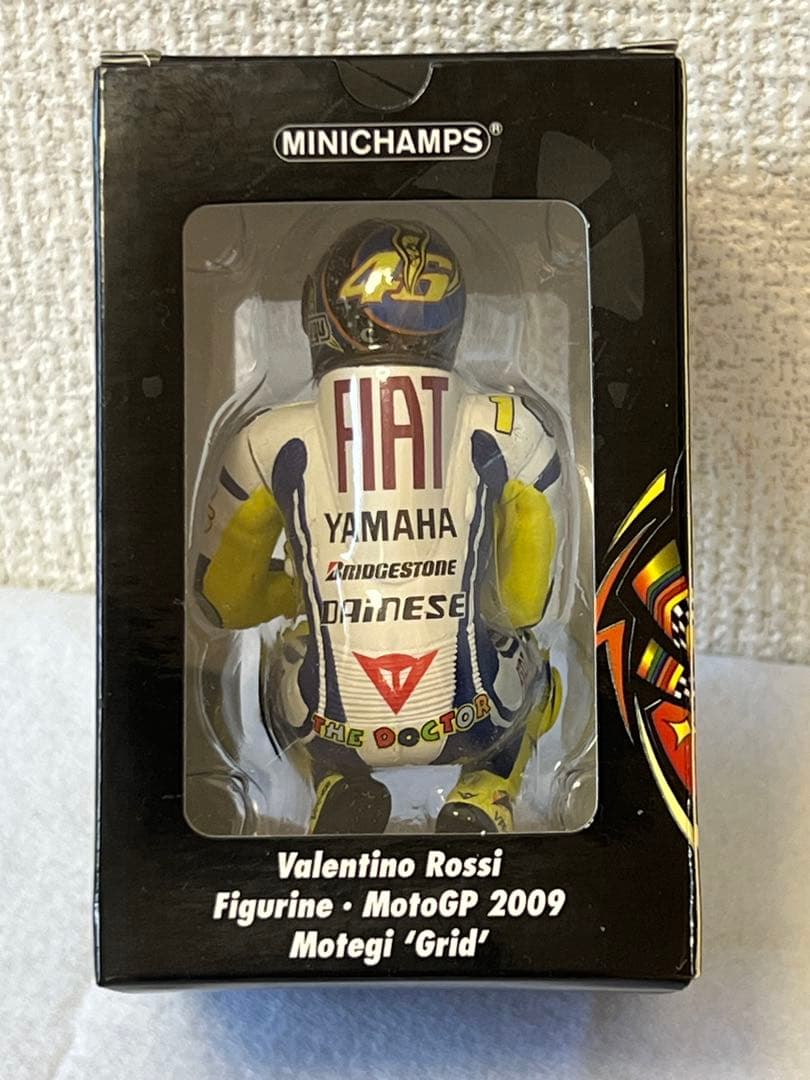 MINICHAMPS®
46
FIAT
1
YAMAHA
BRIDGESTONE
DAINESE
THE DOCTOR
Valentino Rossi
Figurine · MotoGP 2009
Motegi ‘Grid’